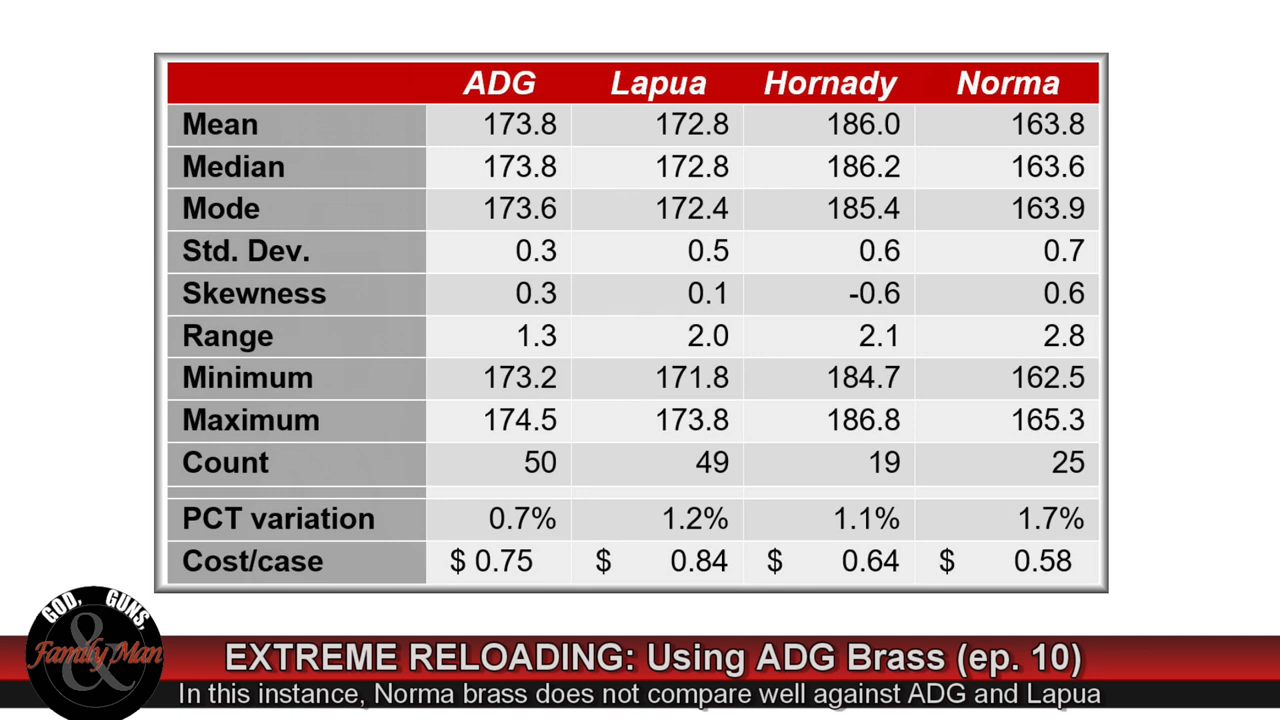 ADG Lapua Hornady Norma
Mean 173.8 172.8 186.0 163.8
Median 173.8 172.8 186.2 163.6
Mode 173.6 172.4 185.4 163.9
Std. Dev. 0.3 0.5 0.6 0.7
Skewness 0.3 0.1 -0.6 0.6
Range 1.3 2.0 2.1 2.8
Minimum 173.2 171.8 184.7 162.5
Maximum 174.5 173.8 186.8 165.3
Count 50 49 19 25
PCT variation 0.7% 1.2% 1.1% 1.7%
Cost/case $ 0.75 $ 0.84 $ 0.64 $ 0.58
GOD, GUNS,
&
Family Man
EXTREME RELOADING: Using ADG Brass (ep. 10)
In this instance, Norma brass does not compare well against ADG and Lapua